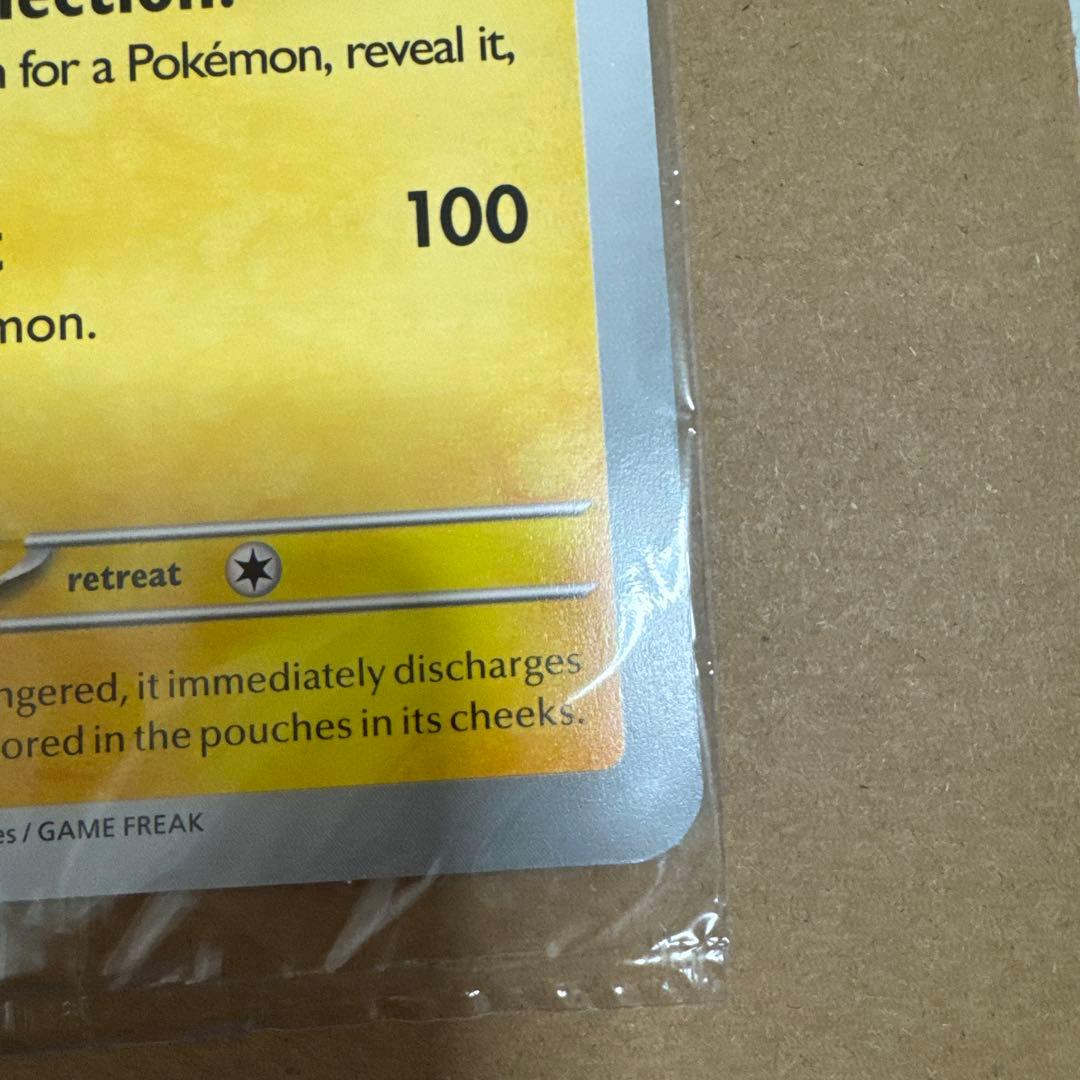 for a Pokémon, reveal it,
100
mon.
retreat
ngered, it immediately discharges
ored in the pouches in its cheeks.
es / GAME FREAK